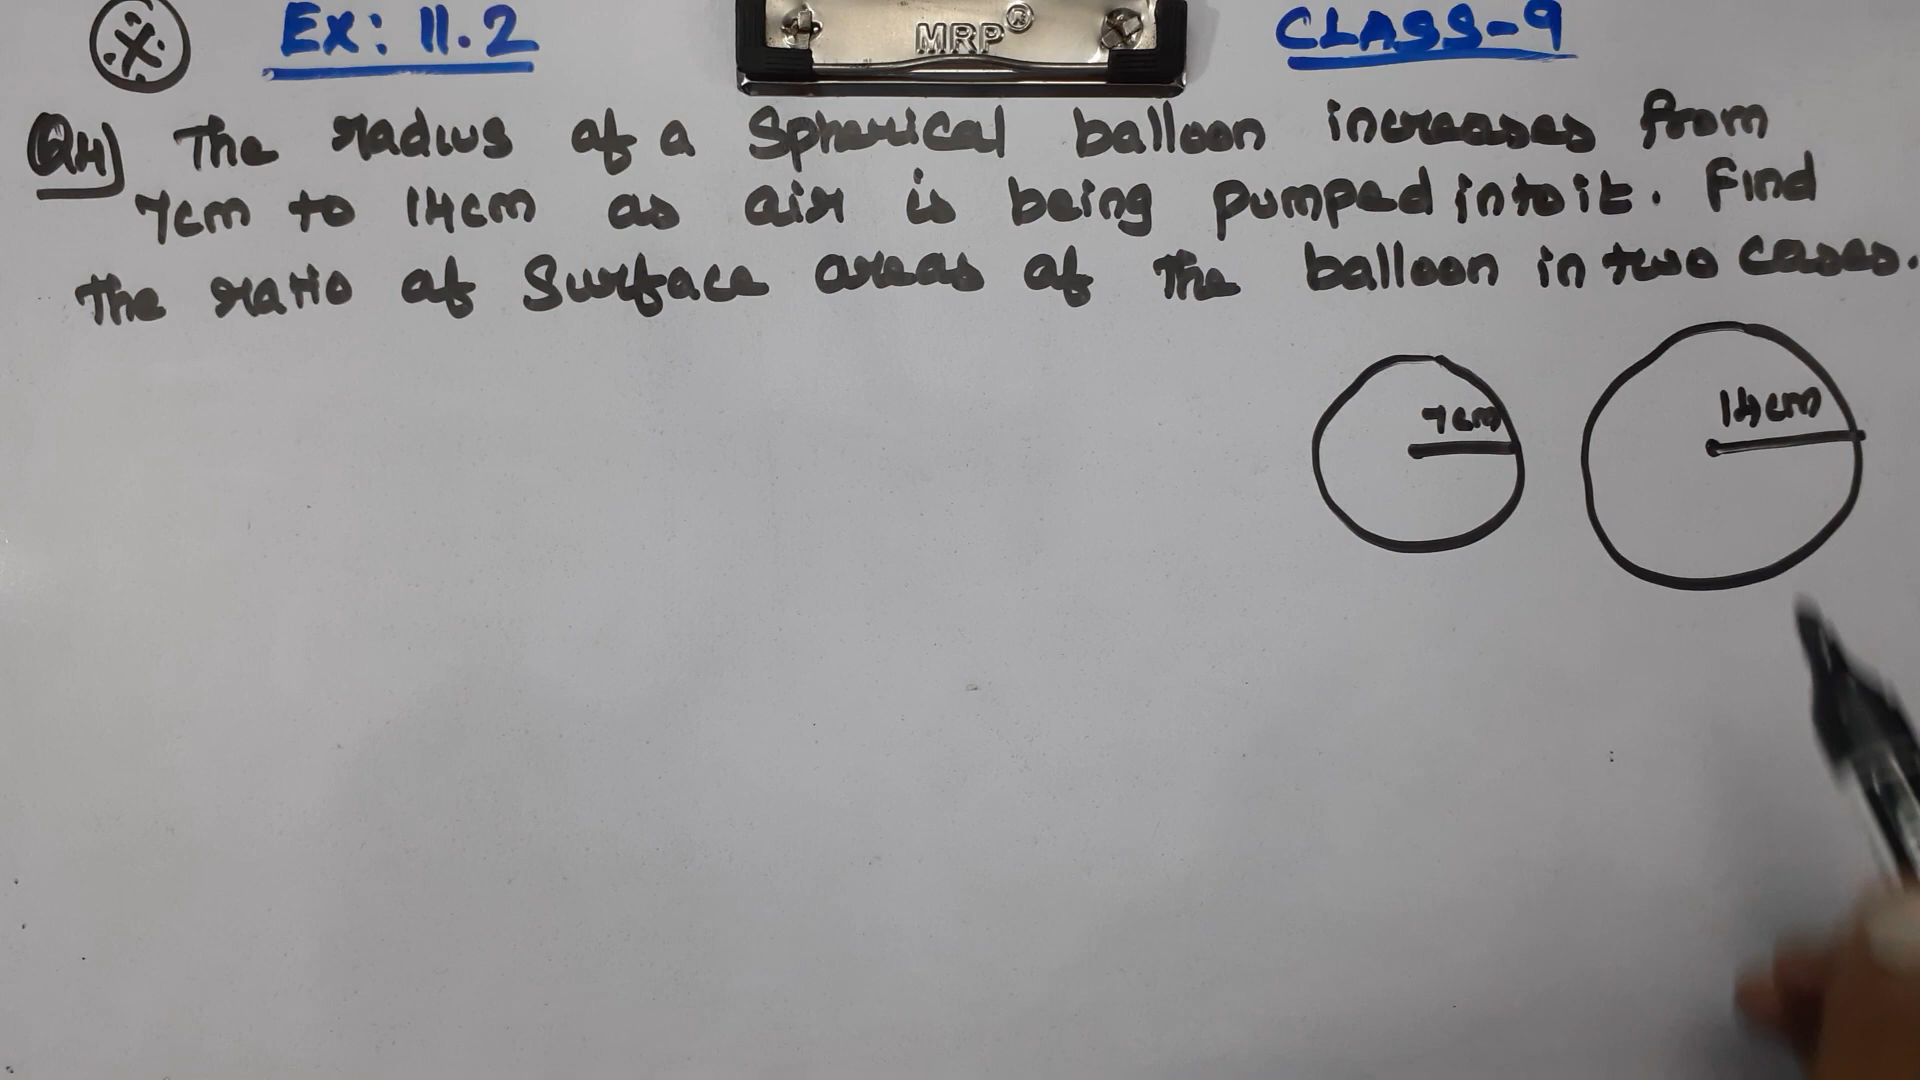 Ex: 11.2
MRP®
CLASS-9
Q4) The radius of a Spherical balloon increases from
7cm to 14cm as air is being pumped into it. Find
the ratio of Surface areas of the balloon in two cases.
7cm
14cm